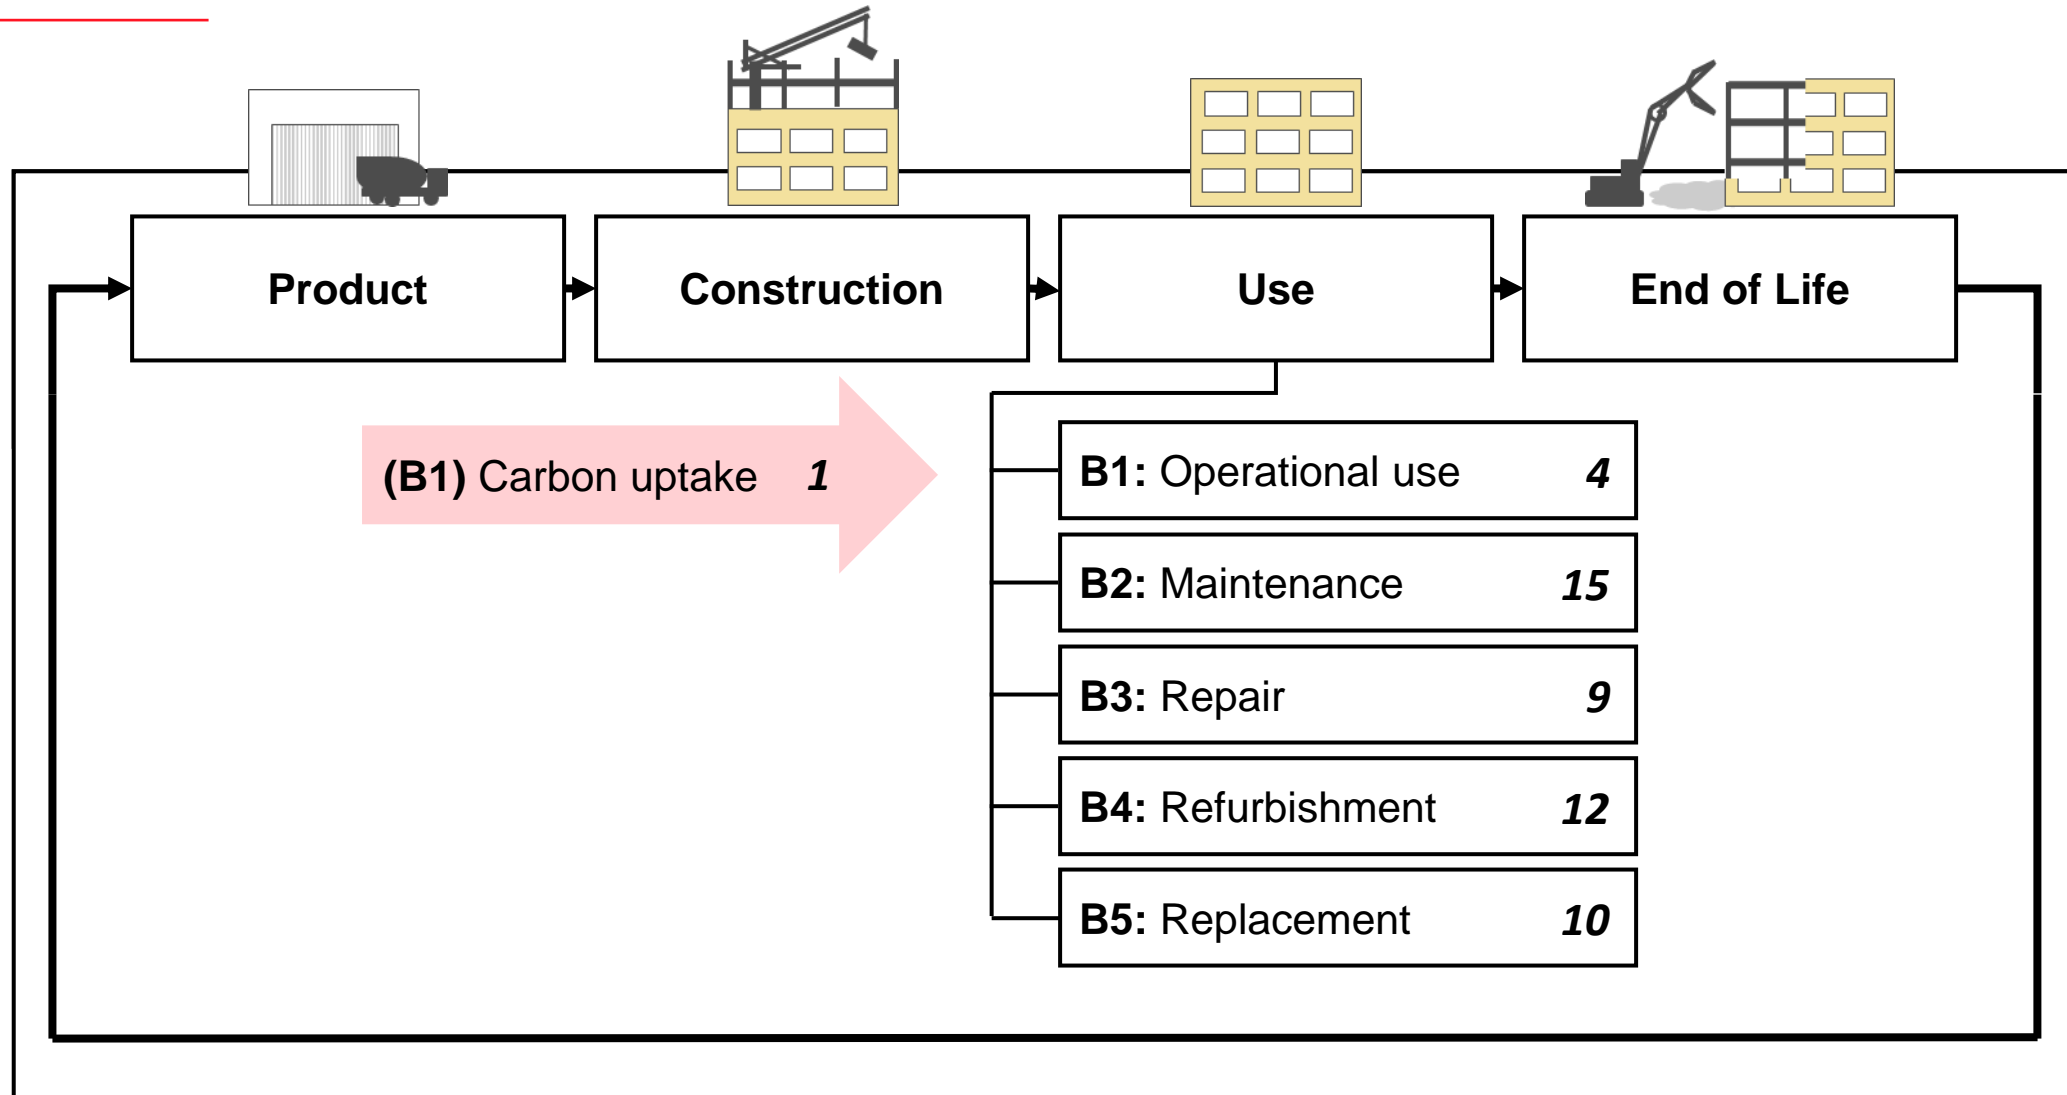 Product
Construction
Use
End of Life
(B1) Carbon uptake 1
B1: Operational use 4
B2: Maintenance 15
B3: Repair 9
B4: Refurbishment 12
B5: Replacement 10